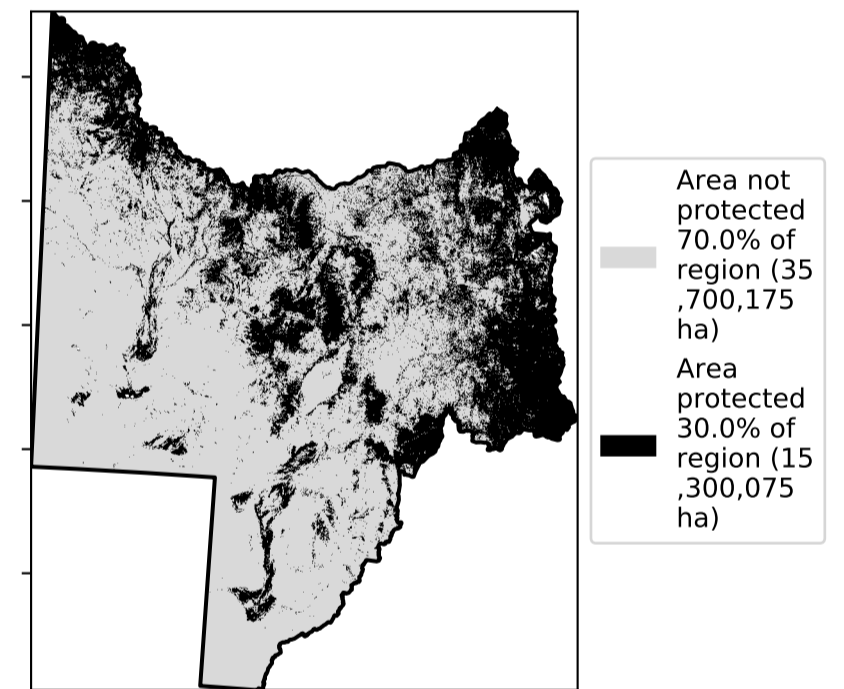 Area not
protected
70.0% of
region (35
,700,175
ha)
Area
protected
30.0% of
region (15
,300,075
ha)